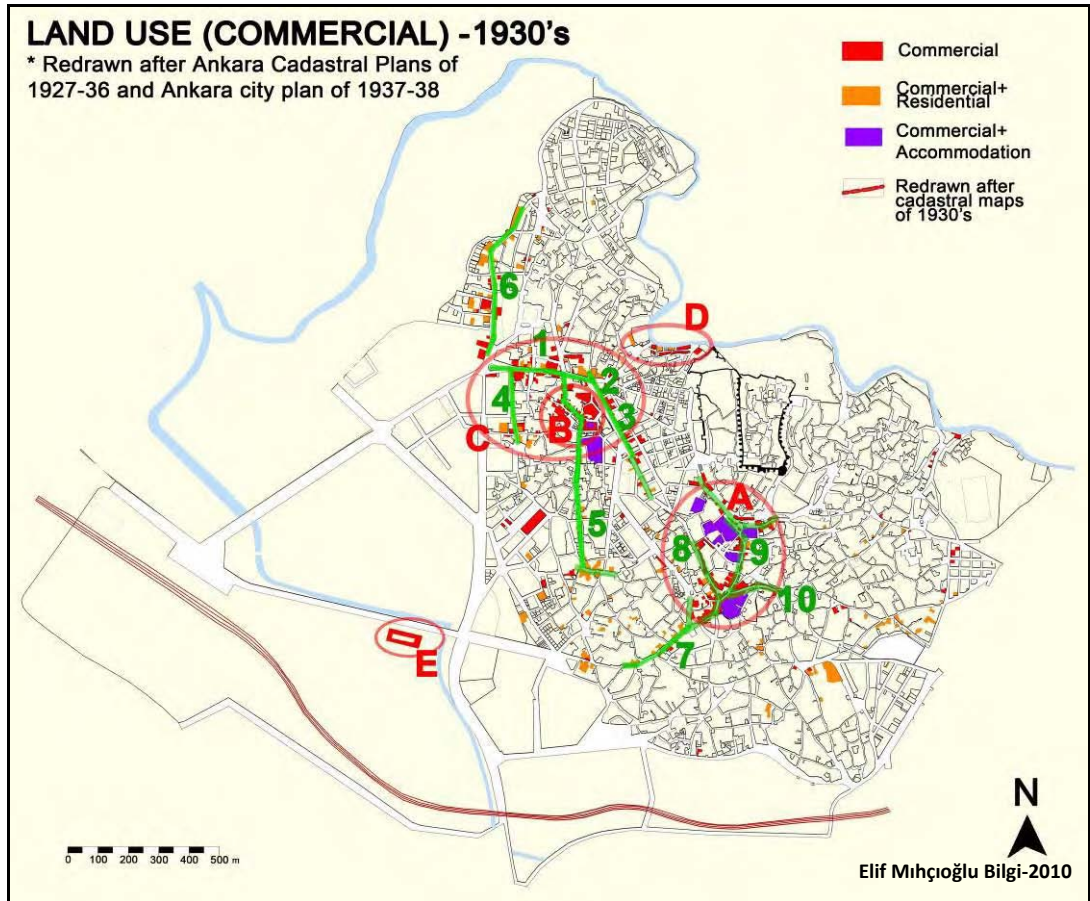 LAND USE (COMMERCIAL) -1930's
* Redrawn after Ankara Cadastral Plans of
1927-36 and Ankara city plan of 1937-38
Commercial
Commercial+
Residential
Commercial+
Accommodation
Redrawn after
cadastral maps
of 1930's
6
D
1
2
4
3
C
B
A
5
8
9
10
7
E
N
0 100 200 300 400 500 m
Elif Mıhçıoğlu Bilgi-2010